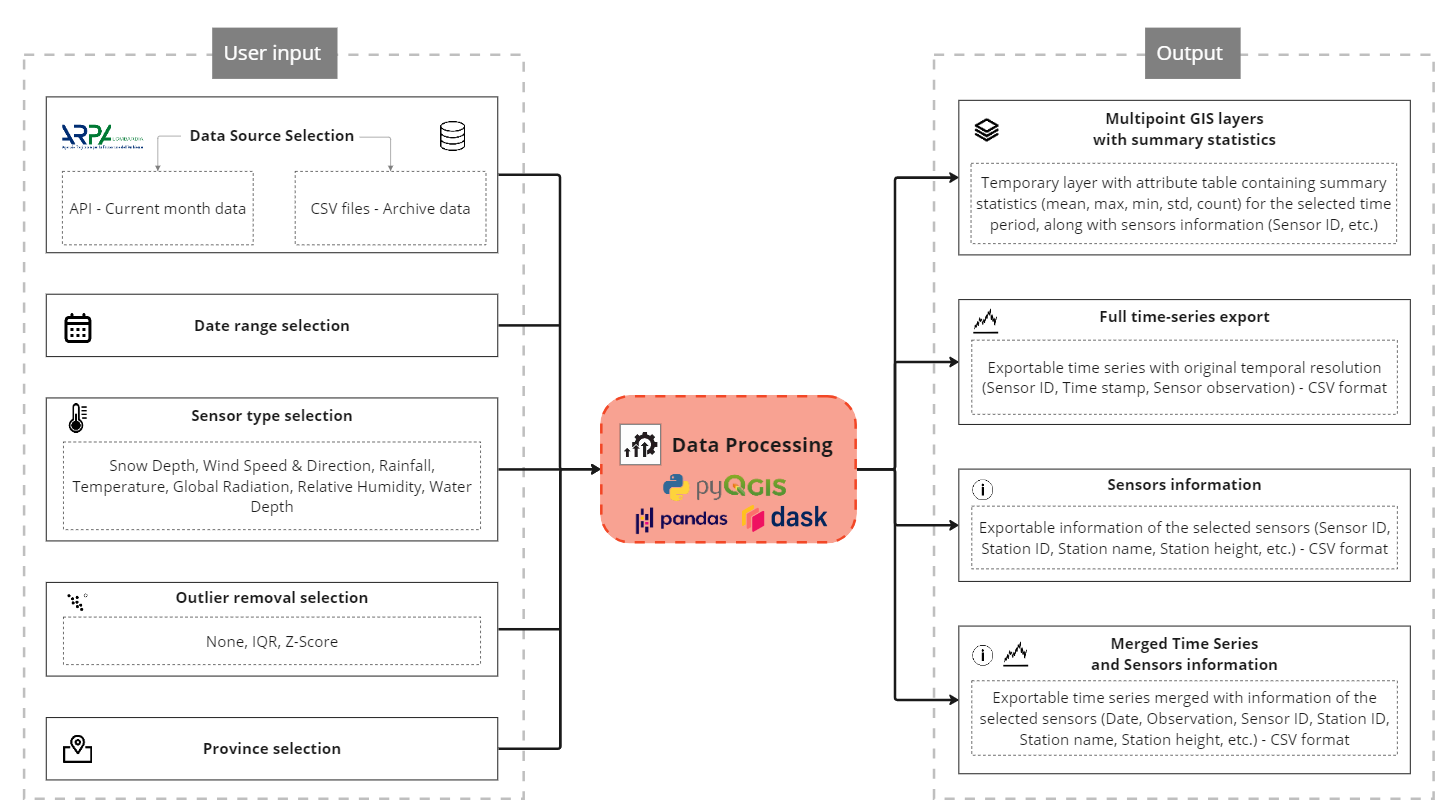 User input
ARPA LOMBARDIA
Data Source Selection
API - Current month data
CSV files - Archive data
Date range selection
Sensor type selection
Snow Depth, Wind Speed & Direction, Rainfall,
Temperature, Global Radiation, Relative Humidity, Water
Depth
Outlier removal selection
None, IQR, Z-Score
Province selection
Data Processing
pyQGIS
pandas
dask
Output
Multipoint GIS layers
with summary statistics
Temporary layer with attribute table containing summary
statistics (mean, max, min, std, count) for the selected time
period, along with sensors information (Sensor ID, etc.)
Full time-series export
Exportable time series with original temporal resolution
(Sensor ID, Time stamp, Sensor observation) - CSV format
Sensors information
Exportable information of the selected sensors (Sensor ID,
Station ID, Station name, Station height, etc.) - CSV format
Merged Time Series
and Sensors information
Exportable time series merged with information of the
selected sensors (Date, Observation, Sensor ID, Station ID,
Station name, Station height, etc.) - CSV format